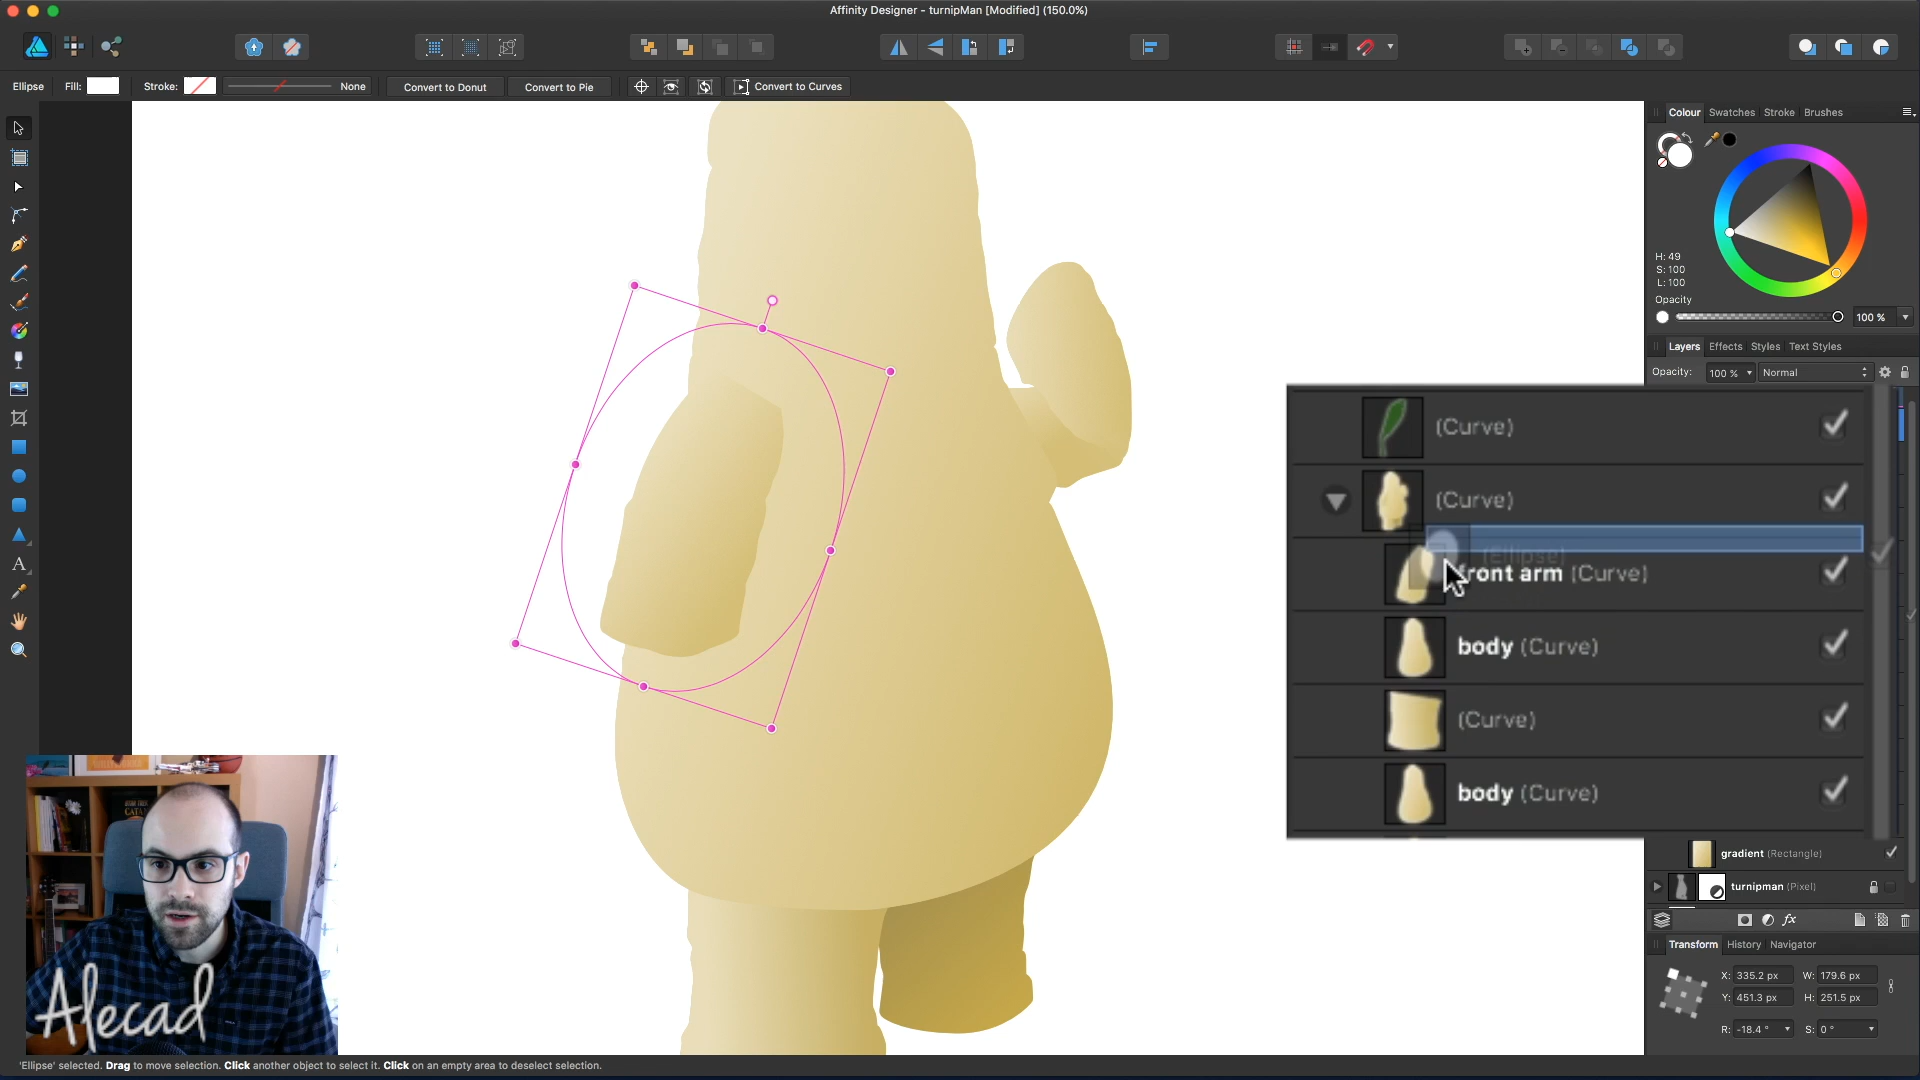 Affinity Designer - turnipMan [Modified] (150.0%)
Ellipse Fill: Stroke: None Convert to Donut Convert to Pie Convert to Curves
Colour Swatches Stroke Brushes
H: 49
S: 100
L: 100
Opacity
100 %
Layers Effects Styles Text Styles
Opacity: 100 % Normal
(Curve)
(Curve)
(Ellipse)
front arm (Curve)
body (Curve)
(Curve)
body (Curve)
gradient (Rectangle)
turnipman (Pixel)
fx
Transform History Navigator
X: 335.2 px W: 179.6 px
Y: 451.3 px H: 251.5 px
R: -18.4 ° S: 0 °
Alecad
'Ellipse' selected. Drag to move selection. Click another object to select it. Click on an empty area to deselect selection.